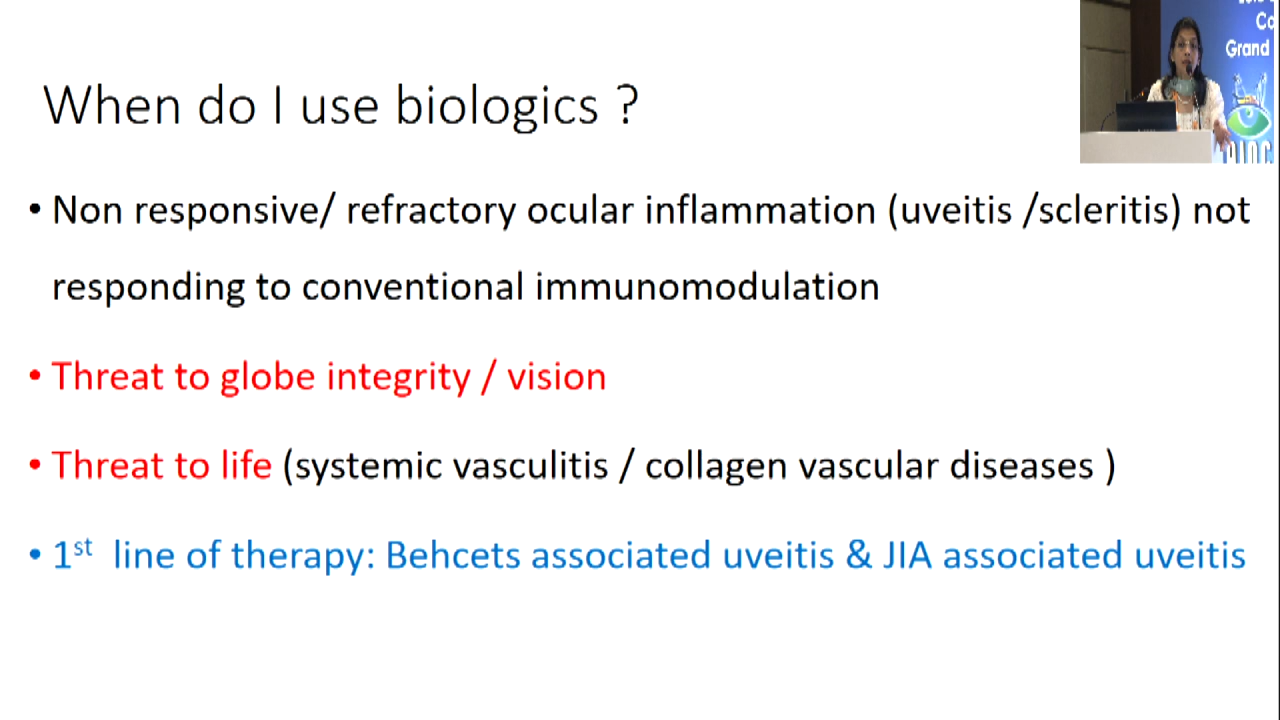 When do I use biologics ?
• Non responsive/ refractory ocular inflammation (uveitis /scleritis) not
responding to conventional immunomodulation
• Threat to globe integrity / vision
• Threat to life (systemic vasculitis / collagen vascular diseases )
• 1st line of therapy: Behcets associated uveitis & JIA associated uveitis
Grand